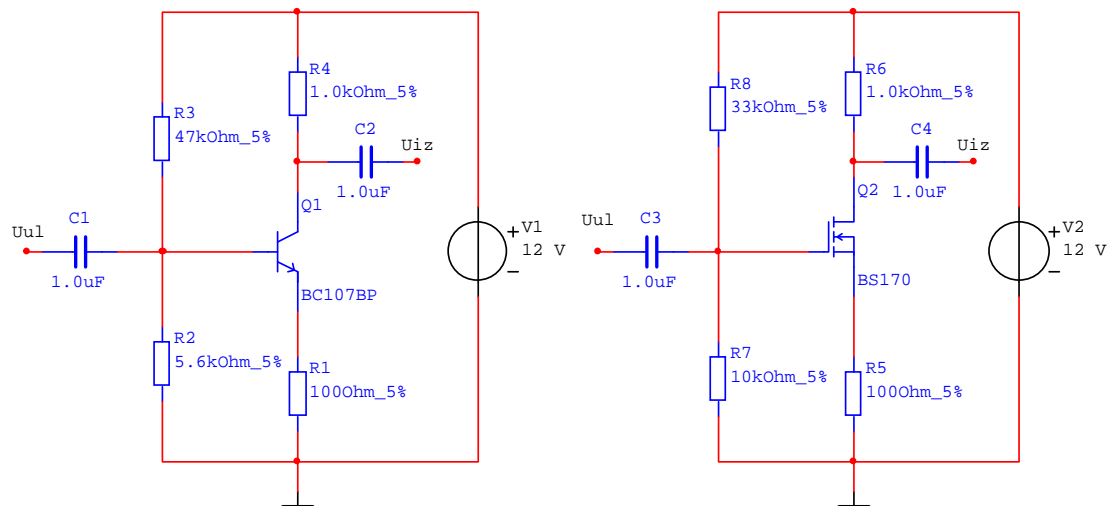 R4
1.0kOhm_5%
R3
47kOhm_5%
C2
Uiz
1.0uF
Q1
C1
Uul
1.0uF
BC107BP
V1
12 V
R2
5.6kOhm_5%
R1
100Ohm_5%
R6
1.0kOhm_5%
R8
33kOhm_5%
C4
Uiz
1.0uF
Q2
C3
Uul
1.0uF
BS170
V2
12 V
R7
10kOhm_5%
R5
100Ohm_5%